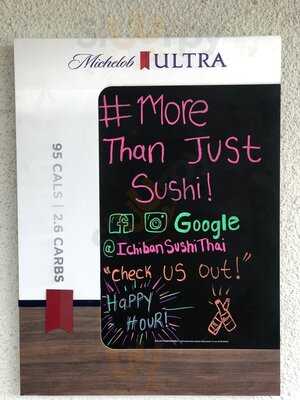 Michelob ULTRA
95 CALS | 2.6 CARBS
#More
Than Just
Sushi!
Google
@IchibanSushiThai
"Check US Out!"
Happy
Hour!